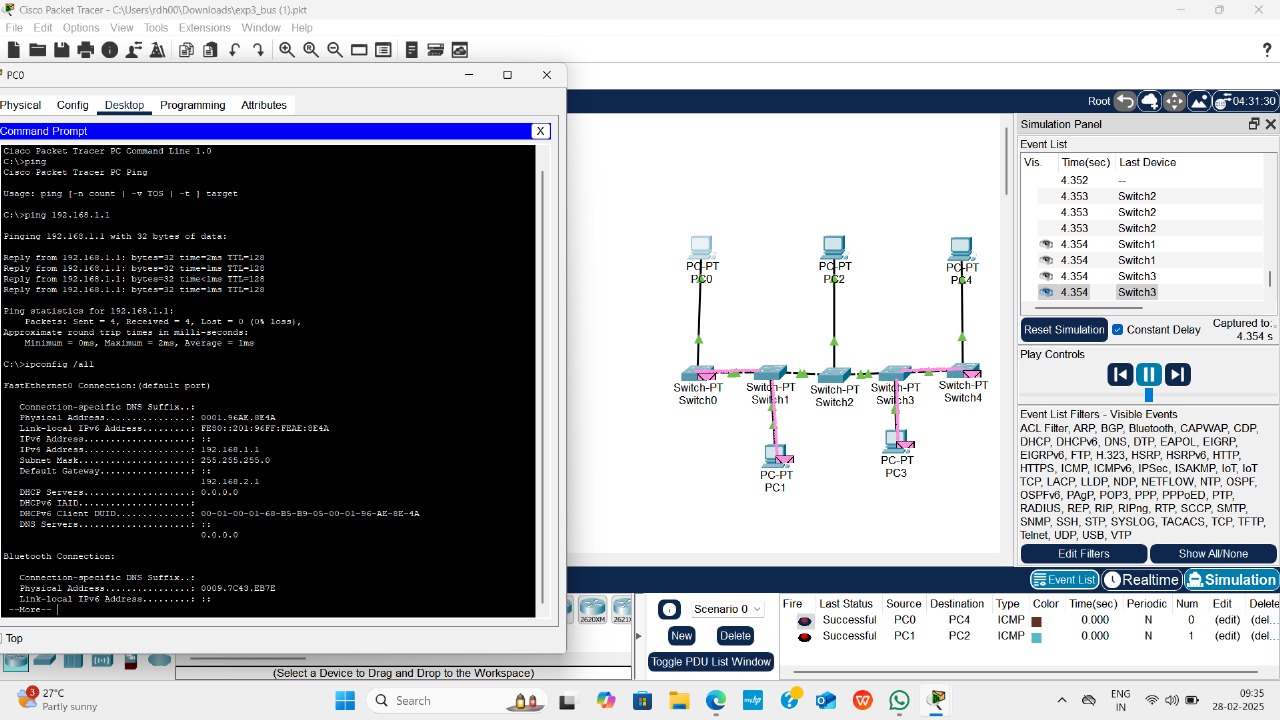 Cisco Packet Tracer - C:\Users\rdh00\Downloads\exp3_bus (1).pkt
File Edit Options View Tools Extensions Window Help
PC0
Physical Config Desktop Programming Attributes
Command Prompt X
Cisco Packet Tracer PC Command Line 1.0
C:\>ping
Cisco Packet Tracer PC Ping
Usage: ping [-n count | -v TOS | -t ] target
C:\>ping 192.168.1.1
Pinging 192.168.1.1 with 32 bytes of data:
Reply from 192.168.1.1: bytes=32 time=2ms TTL=128
Reply from 192.168.1.1: bytes=32 time=1ms TTL=128
Reply from 192.168.1.1: bytes=32 time<1ms TTL=128
Reply from 192.168.1.1: bytes=32 time=1ms TTL=128
Ping statistics for 192.168.1.1:
Packets: Sent = 4, Received = 4, Lost = 0 (0% loss),
Approximate round trip times in milli-seconds:
Minimum = 0ms, Maximum = 2ms, Average = 1ms
C:\>ipconfig /all
FastEthernet0 Connection:(default port)
Connection-specific DNS Suffix..:
Physical Address................: 0001.96AE.8E4A
Link-local IPv6 Address.........: FE80::201:96FF:FEAE:8E4A
IPv6 Address....................: ::
IPv4 Address....................: 192.168.1.1
Subnet Mask.....................: 255.255.255.0
Default Gateway.................: ::
192.168.2.1
DHCP Servers....................: 0.0.0.0
DHCPv6 IAID.....................:
DHCPv6 Client DUID..............: 00-01-00-01-68-B5-B9-05-00-01-96-AE-8E-4A
DNS Servers.....................: ::
0.0.0.0
Bluetooth Connection:
Connection-specific DNS Suffix..:
Physical Address................: 0009.7C43.EB7E
Link-local IPv6 Address.........: ::
--More--
Top
Root 04:31:30
PC-PT
PC0
PC-PT
PC2
PC-PT
PC4
Switch-PT
Switch0
Switch-PT
Switch1
Switch-PT
Switch2
Switch-PT
Switch3
Switch-PT
Switch4
PC-PT
PC1
PC-PT
PC3
Simulation Panel
Event List
Vis. Time(sec) Last Device
4.352 --
4.353 Switch2
4.353 Switch2
4.353 Switch2
4.354 Switch1
4.354 Switch1
4.354 Switch3
4.354 Switch3
Reset Simulation Constant Delay Captured to:
4.354 s
Play Controls
Event List Filters - Visible Events
ACL Filter, ARP, BGP, Bluetooth, CAPWAP, CDP,
DHCP, DHCPv6, DNS, DTP, EAPOL, EIGRP,
EIGRPv6, FTP, H.323, HSRP, HSRPv6, HTTP,
HTTPS, ICMP, ICMPv6, IPSec, ISAKMP, IoT, IoT
TCP, LACP, LLDP, NDP, NETFLOW, NTP, OSPF,
OSPFv6, PAgP, POP3, PPP, PPPoED, PTP,
RADIUS, REP, RIP, RIPng, RTP, SCCP, SMTP,
SNMP, SSH, STP, SYSLOG, TACACS, TCP, TFTP,
Telnet, UDP, USB, VTP
Edit Filters Show All/None
Event List Realtime Simulation
2620XM
Scenario 0
New Delete
Toggle PDU List Window
Fire Last Status Source Destination Type Color Time(sec) Periodic Num Edit Delete
Successful PC0 PC4 ICMP 0.000 N 0 (edit) (del...
Successful PC1 PC2 ICMP 0.000 N 1 (edit) (del...
(Select a Device to Drag and Drop to the Workspace)
3
27°C
Partly sunny
Search
ENG
IN
09:35
28-02-2025